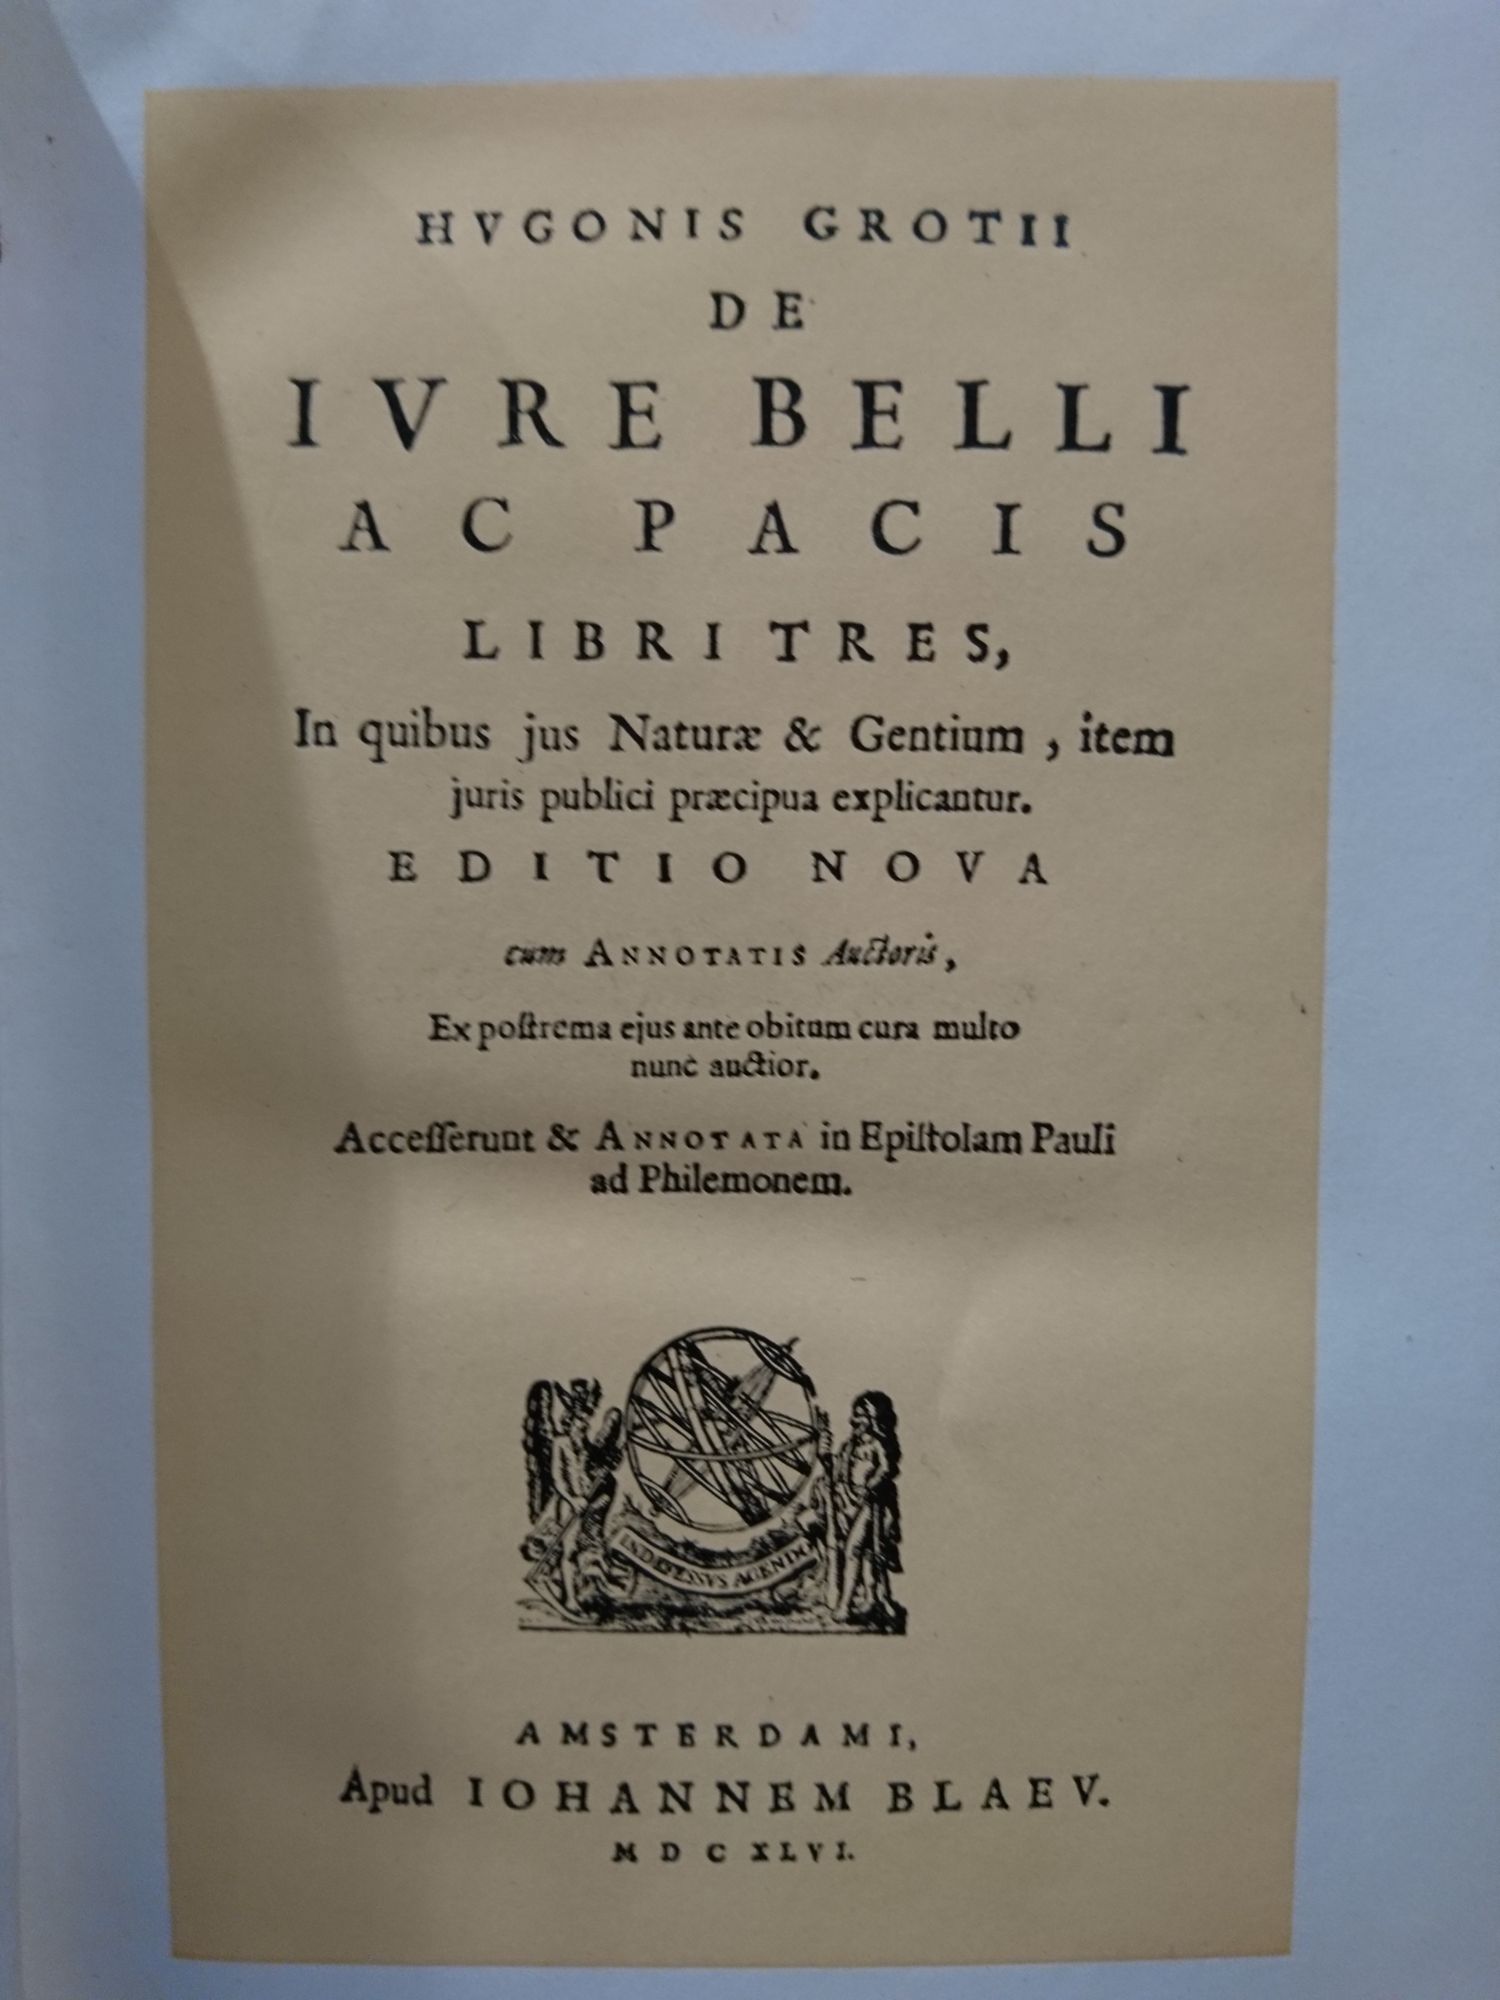 HVGONIS GROTII
DE
IVRE BELLI
AC PACIS
LIBRI TRES,
In quibus jus Naturæ & Gentium, item
juris publici præcipua explicantur.
EDITIO NOVA
cum ANNOTATIS Auctoris,
Ex poſtrema ejus ante obitum cura multo
nunc auctior.
Acceſſerunt & ANNOTATA in Epiſtolam Pauli
ad Philemonem.
INDEFESSVS AGENDO
AMSTERDAMI,
Apud IOHANNEM BLAEV.
MDCXLVI.